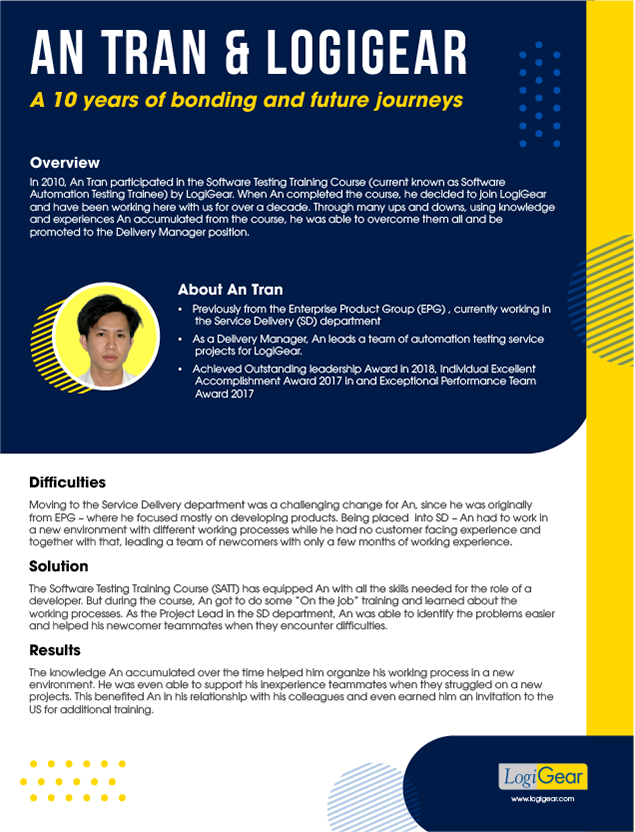 AN TRAN & LOGIGEAR
A 10 years of bonding and future journeys
Overview
In 2010, An Tran participated in the Software Testing Training Course (current known as Software
Automation Testing Trainee) by LogiGear. When An completed the course, he decided to join LogiGear
and have been working here with us for over a decade. Through many ups and downs, using knowledge
and experiences An accumulated from the course, he was able to overcome them all and be
promoted to the Delivery Manager position.
About An Tran
• Previously from the Enterprise Product Group (EPG) , currently working in
the Service Delivery (SD) department
• As a Delivery Manager, An leads a team of automation testing service
projects for LogiGear.
• Achieved Outstanding leadership Award in 2018, Individual Excellent
Accomplishment Award 2017 in and Exceptional Performance Team
Award 2017
Difficulties
Moving to the Service Delivery department was a challenging change for An, since he was originally
from EPG – where he focused mostly on developing products. Being placed into SD – An had to work in
a new environment with different working processes while he had no customer facing experience and
together with that, leading a team of newcomers with only a few months of working experience.
Solution
The Software Testing Training Course (SATT) has equipped An with all the skills needed for the role of a
developer. But during the course, An got to do some "On the job" training and learned about the
working processes. As the Project Lead in the SD department, An was able to identify the problems easier
and helped his newcomer teammates when they encounter difficulties.
Results
The knowledge An accumulated over the time helped him organize his working process in a new
environment. He was even able to support his inexperience teammates when they struggled on a new
projects. This benefited An in his relationship with his colleagues and even earned him an invitation to the
US for additional training.
LogiGear
www.logigear.com